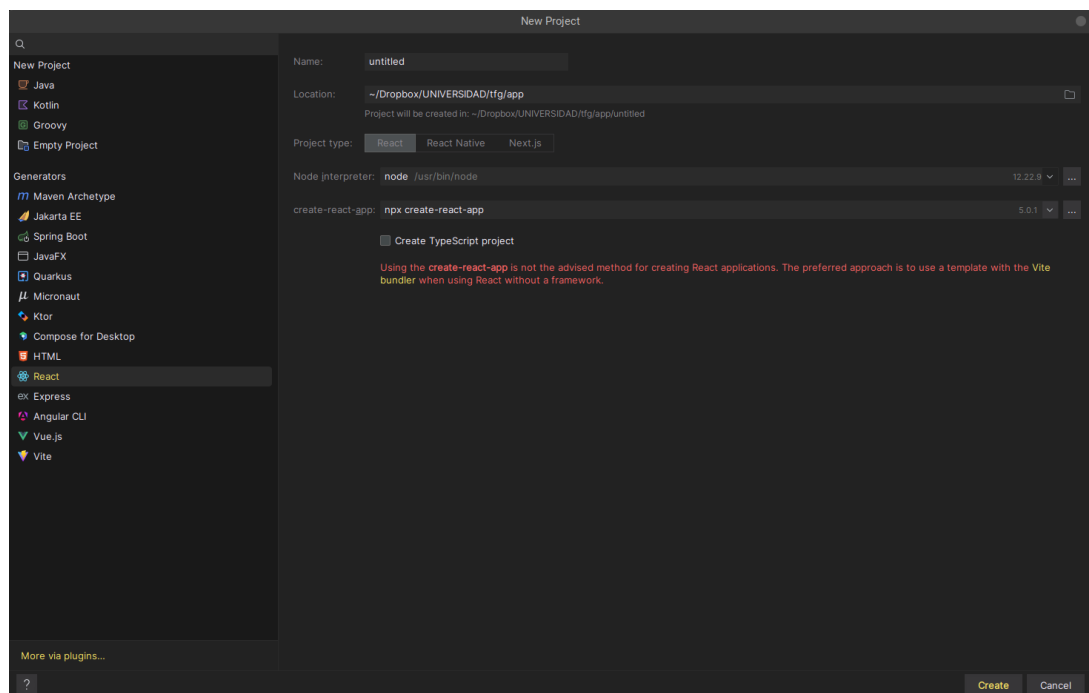 New Project
New Project
Java
Kotlin
Groovy
Empty Project
Generators
Maven Archetype
Jakarta EE
Spring Boot
JavaFX
Quarkus
Micronaut
Ktor
Compose for Desktop
HTML
React
ex Express
Angular CLI
Vue.js
Vite
More via plugins...
?
Name: untitled
Location: ~/Dropbox/UNIVERSIDAD/tfg/app
Project will be created in: ~/Dropbox/UNIVERSIDAD/tfg/app/untitled
Project type: React React Native Next.js
Node interpreter: node /usr/bin/node 12.22.9 ...
create-react-app: npx create-react-app 5.0.1 ...
Create TypeScript project
Using the create-react-app is not the advised method for creating React applications. The preferred approach is to use a template with the Vite
bundler when using React without a framework.
Create Cancel